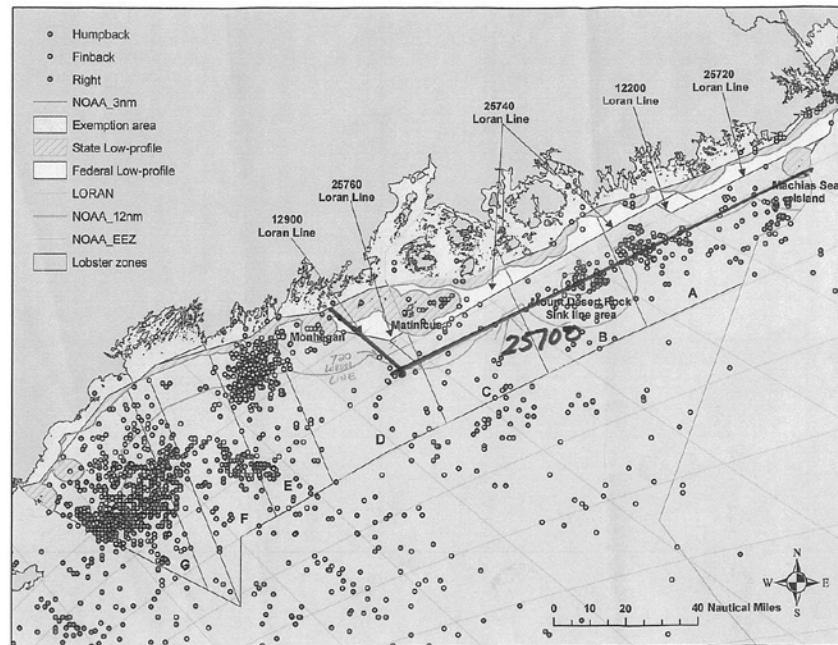 Humpback
Finback
Right
NOAA_3nm
Exemption area
State Low-profile
Federal Low-profile
LORAN
NOAA_12nm
NOAA_EEZ
Lobster zones
25720
Loran Line
12200
Loran Line
25740
Loran Line
25760
Loran Line
12900
Loran Line
Machias Seal
Island
Mount Desert Rock
Sink line area
Matinicus
Monhegan
25700
A
B
C
D
E
F
G
N
W
E
S
0
10
20
40 Nautical Miles